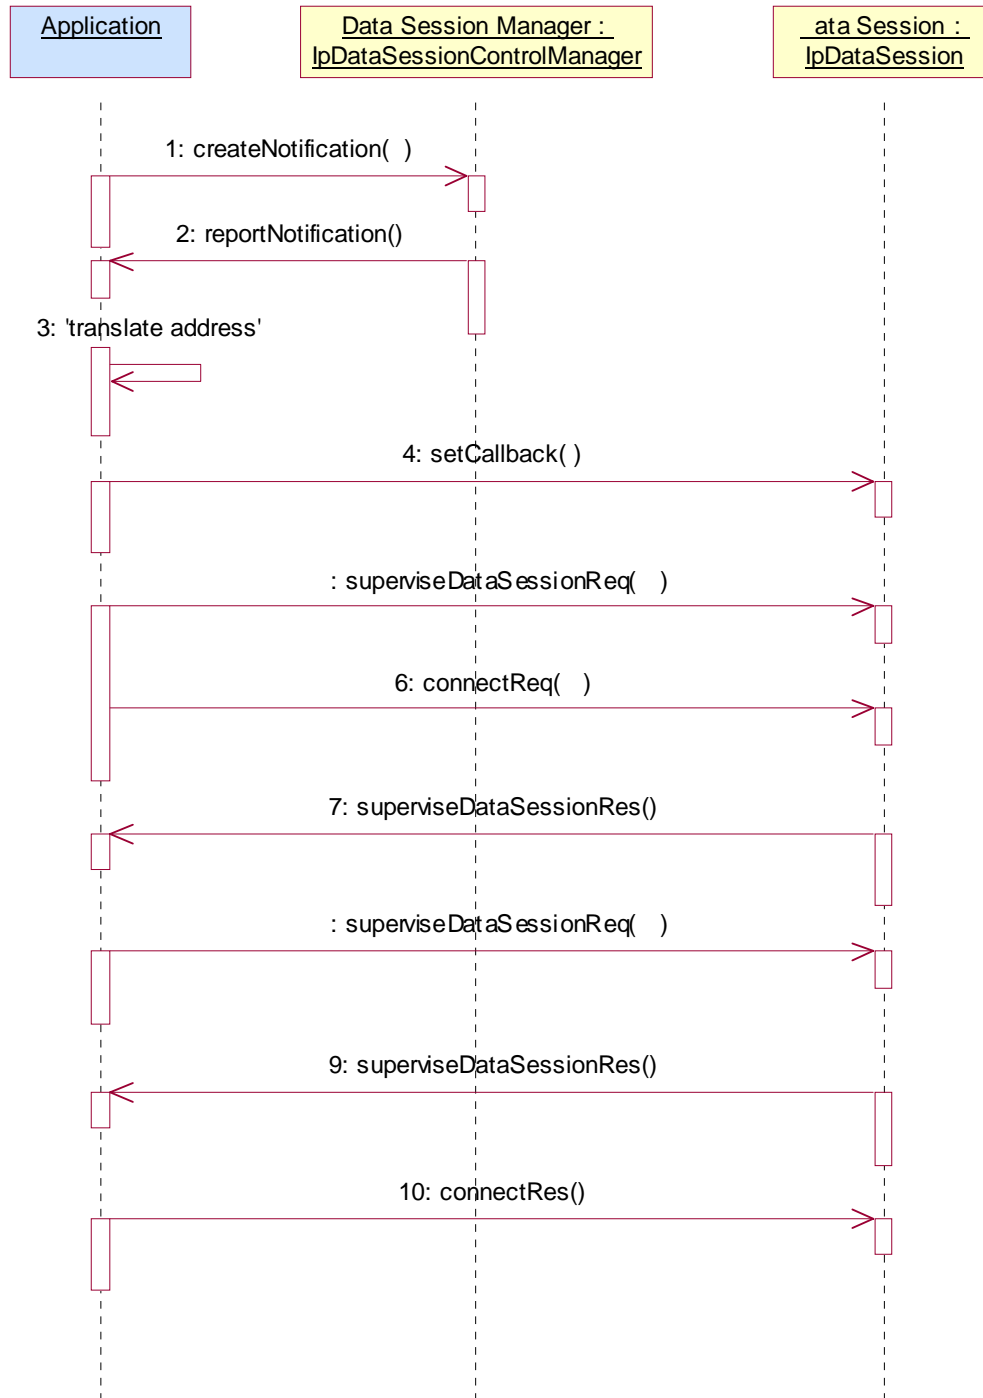 Application
Data Session Manager :
IpDataSessionControlManager
ata Session :
IpDataSession
1: createNotification( )
2: reportNotification()
3: 'translate address'
4: setCallback( )
: superviseDataSessionReq( )
6: connectReq( )
7: superviseDataSessionRes()
: superviseDataSessionReq( )
9: superviseDataSessionRes()
10: connectRes()